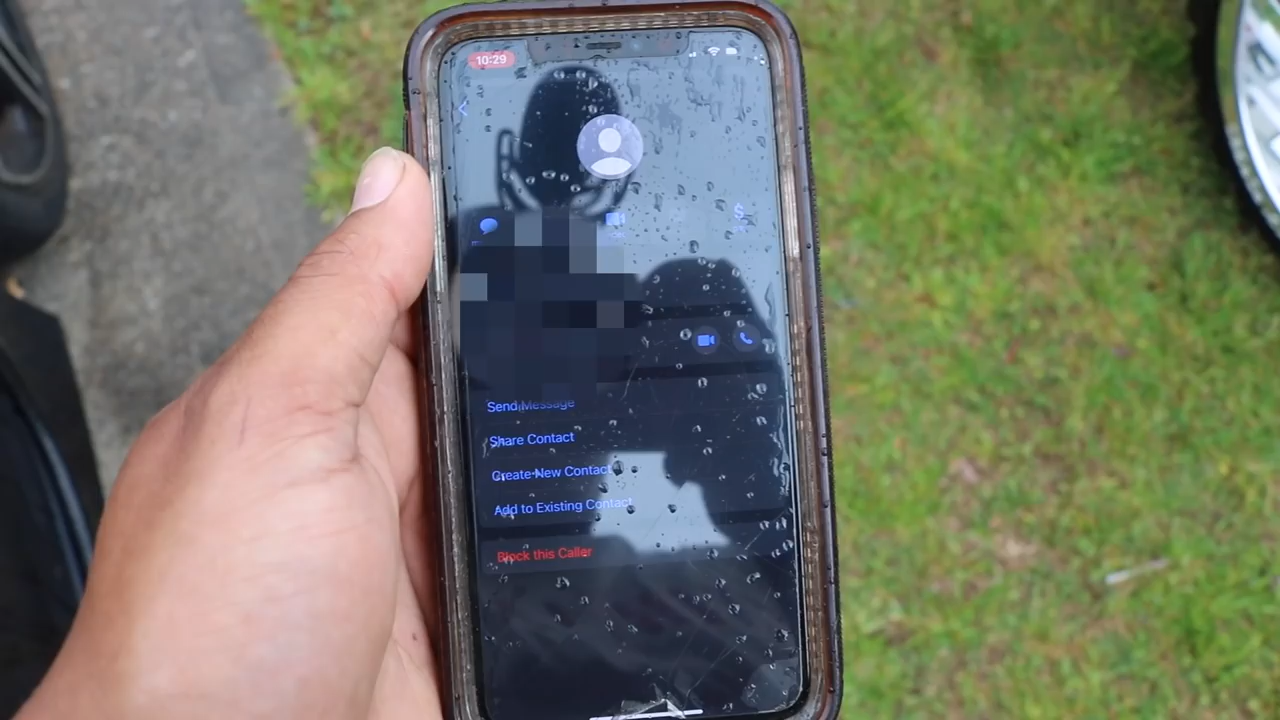 10:29
$
Send Message
Share Contact
Create New Contact
Add to Existing Contact
Block this Caller